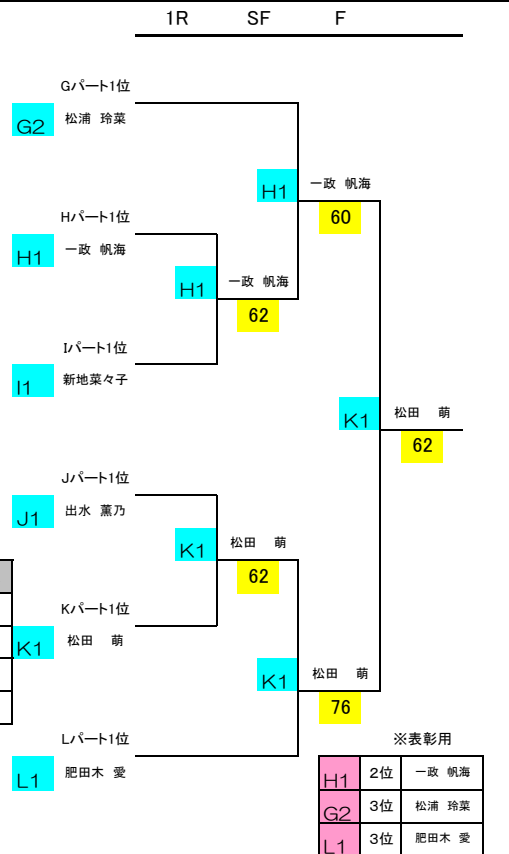 1R SF F
Gパート1位
G2 松浦 玲菜
H1 一政 帆海
60
Hパート1位
H1 一政 帆海
H1 一政 帆海
62
Iパート1位
I1 新地菜々子
K1 松田 萌
62
Jパート1位
J1 出水 薫乃
K1 松田 萌
62
Kパート1位
K1 松田 萌
K1 松田 萌
76
Lパート1位
L1 肥田木 愛
※表彰用
H1 2位 一政 帆海
G2 3位 松浦 玲菜
L1 3位 肥田木 愛